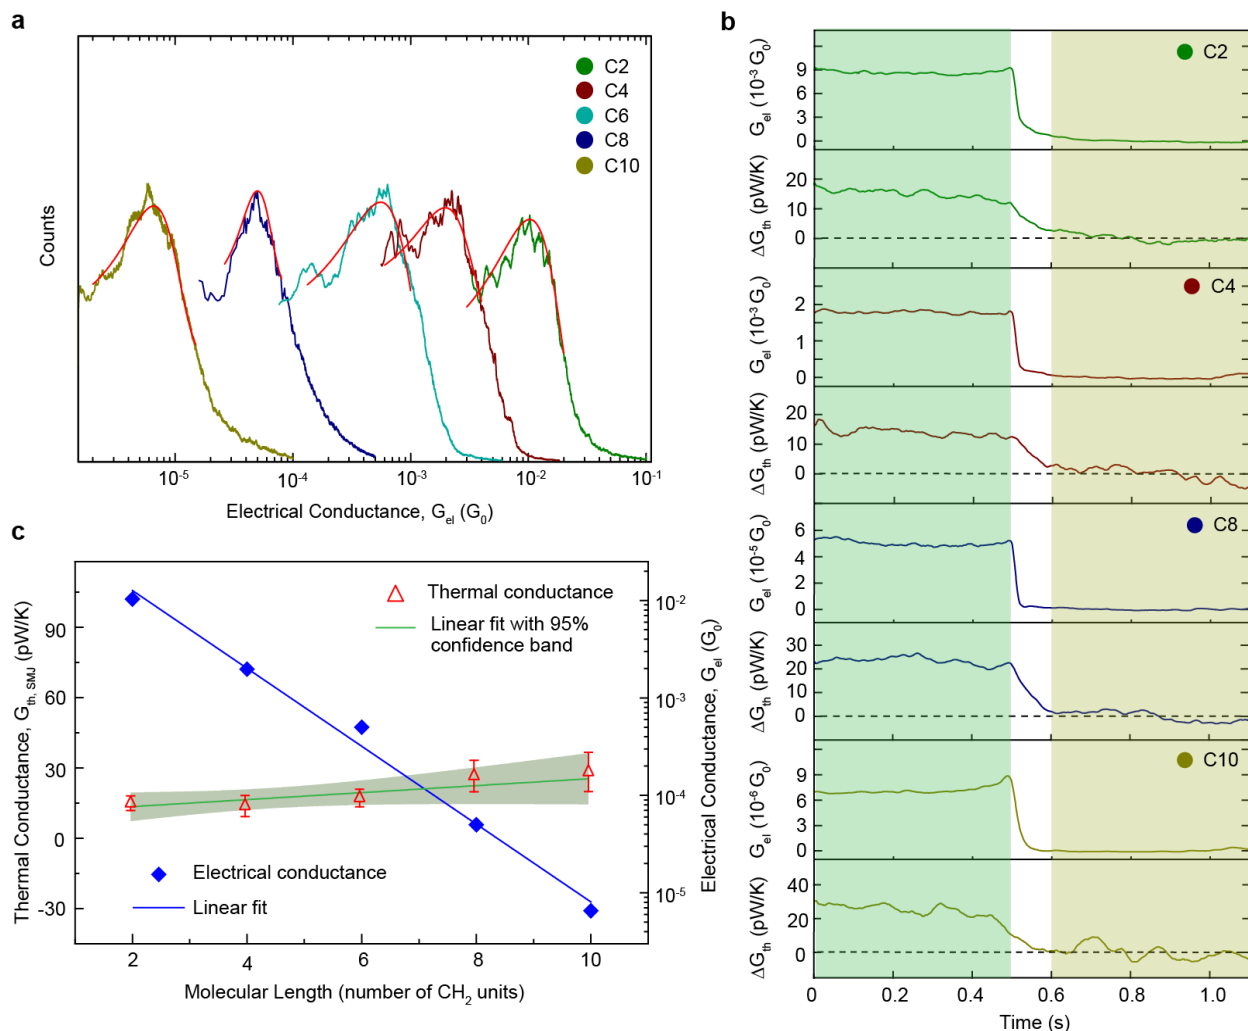 a
C2
C4
C6
C8
C10
Counts
10⁻⁵
10⁻⁴
10⁻³
10⁻²
10⁻¹
Electrical Conductance, Gₑₗ (G₀)
b
C2
Gₑₗ (10⁻³ G₀)
9
6
3
0
ΔGₜₕ (pW/K)
20
10
0
C4
Gₑₗ (10⁻³ G₀)
2
0
ΔGₜₕ (pW/K)
20
10
0
C8
Gₑₗ (10⁻⁵ G₀)
6
4
2
0
ΔGₜₕ (pW/K)
30
20
10
0
C10
Gₑₗ (10⁻⁶ G₀)
9
6
3
0
ΔGₜₕ (pW/K)
40
20
0
0
0.2
0.4
0.6
0.8
1.0
Time (s)
c
Thermal conductance
Linear fit with 95%
confidence band
Electrical conductance
Linear fit
Thermal Conductance, G_th, SMJ (pW/K)
90
60
30
0
-30
Electrical Conductance, Gₑₗ (G₀)
10⁻²
10⁻³
10⁻⁴
10⁻⁵
2
4
6
8
10
Molecular Length (number of CH₂ units)